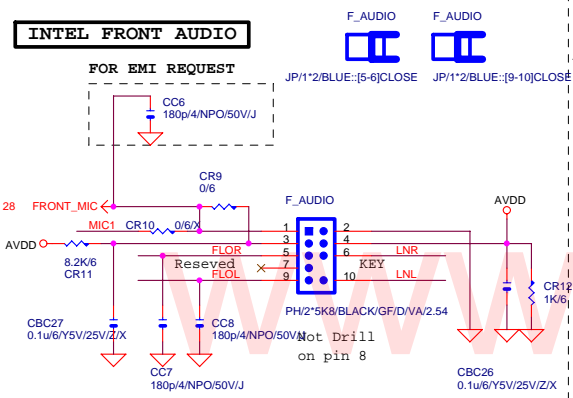 INTEL FRONT AUDIO
F_AUDIO
F_AUDIO
JP/1*2/BLUE::[5-6]CLOSE
JP/1*2/BLUE::[9-10]CLOSE
FOR EMI REQUEST
CC6
180p/4/NPO/50V/J
CR9
0/6
28 FRONT_MIC
MIC1
CR10
0/6/X
F_AUDIO
AVDD
AVDD
8.2K/6
CR11
1
2
3
4
5
6
7
9
10
FLOR
LNR
Reseved
KEY
FLOL
LNL
CR12
1K/6
PH/2*5K8/BLACK/GF/D/VA/2.54
CBC27
0.1u/6/Y5V/25V/Z/X
CC8
180p/4/NPO/50V/J
Not Drill
on pin 8
CC7
180p/4/NPO/50V/J
CBC26
0.1u/6/Y5V/25V/Z/X
WWW